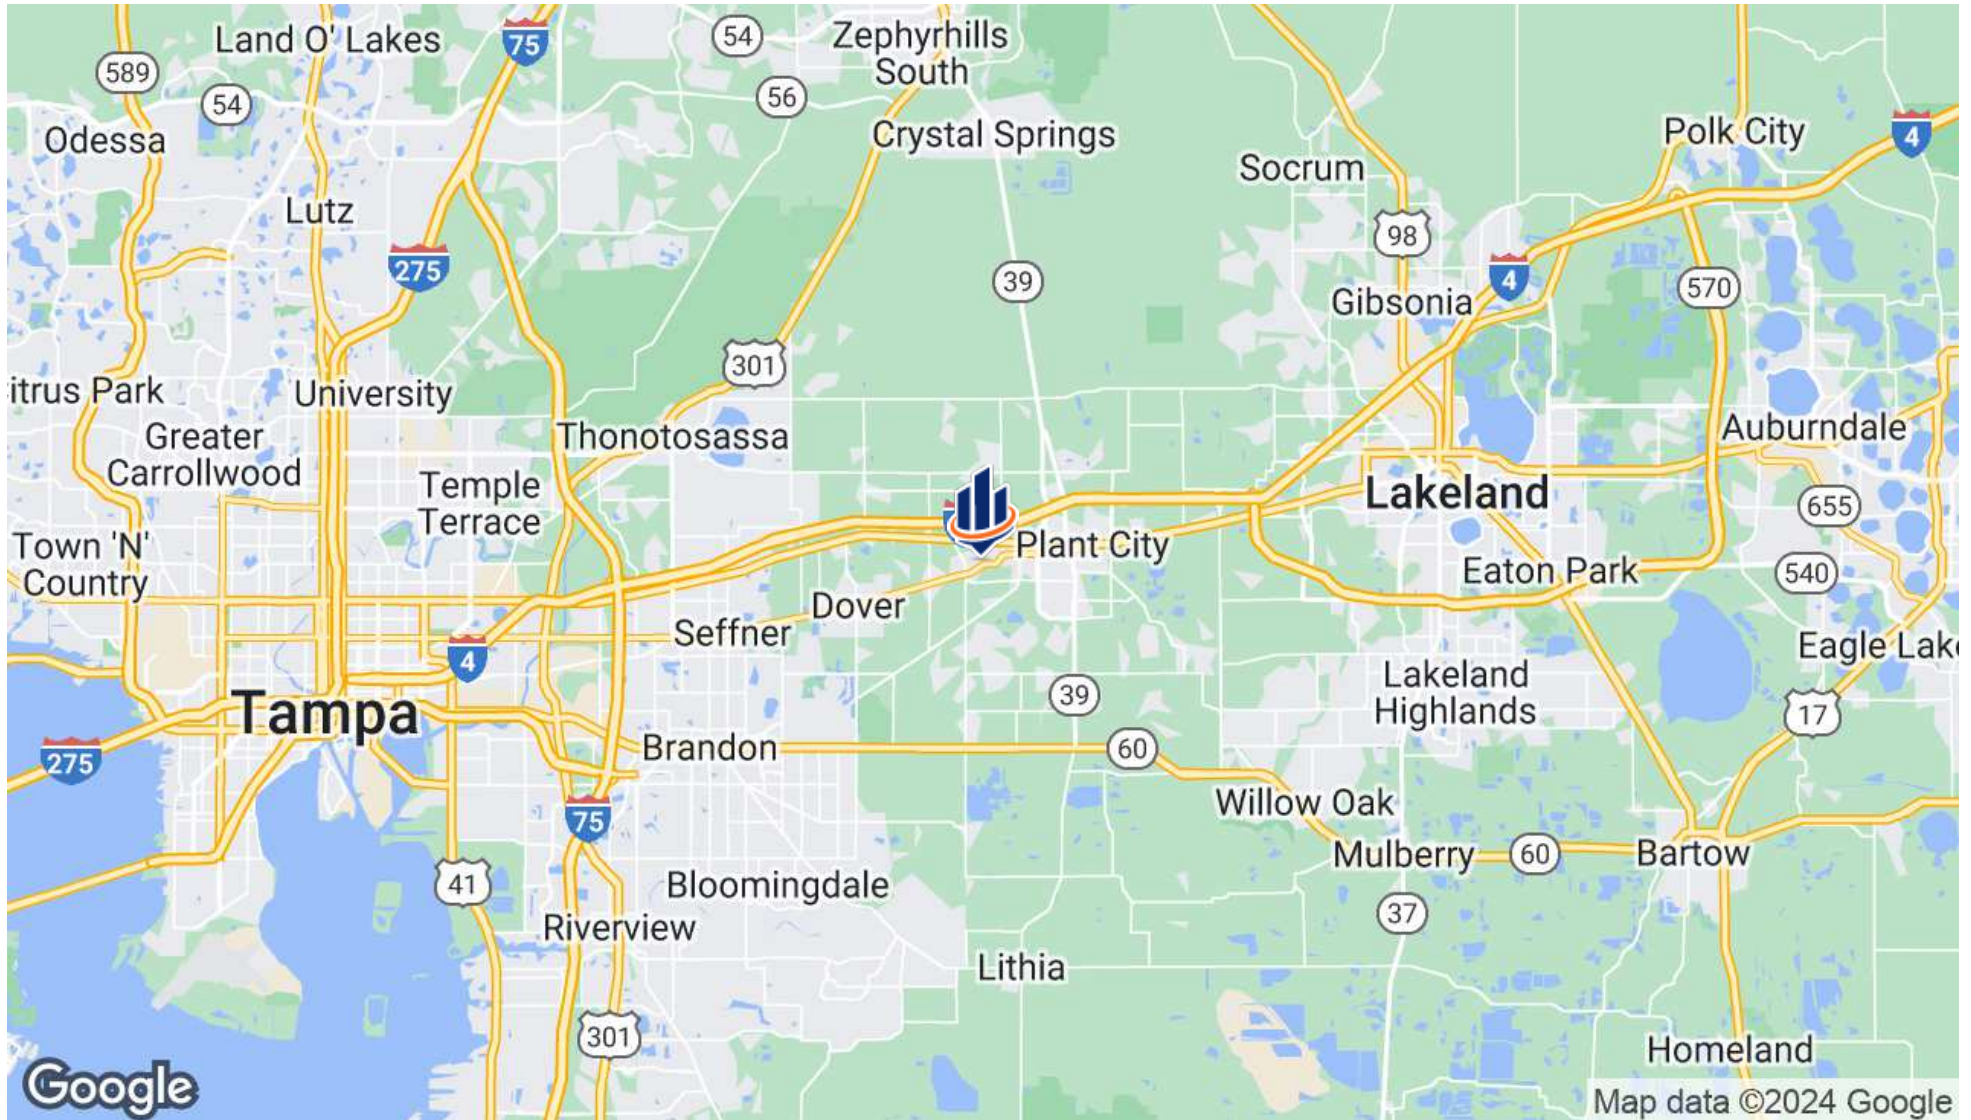 Land O' Lakes
75
54
Zephyrhills
South
589
54
56
Odessa
Crystal Springs
Polk City
4
Socrum
Lutz
98
275
39
4
570
Gibsonia
301
itrus Park
University
Greater
Carrollwood
Thonotosassa
Auburndale
Temple
Terrace
Lakeland
655
Town 'N'
Country
Plant City
Eaton Park
540
Dover
Seffner
4
Eagle Lake
Lakeland
Highlands
39
17
Tampa
275
Brandon
60
75
Willow Oak
Mulberry
60
Bartow
41
Bloomingdale
37
Riverview
Lithia
301
Homeland
Google
Map data ©2024 Google